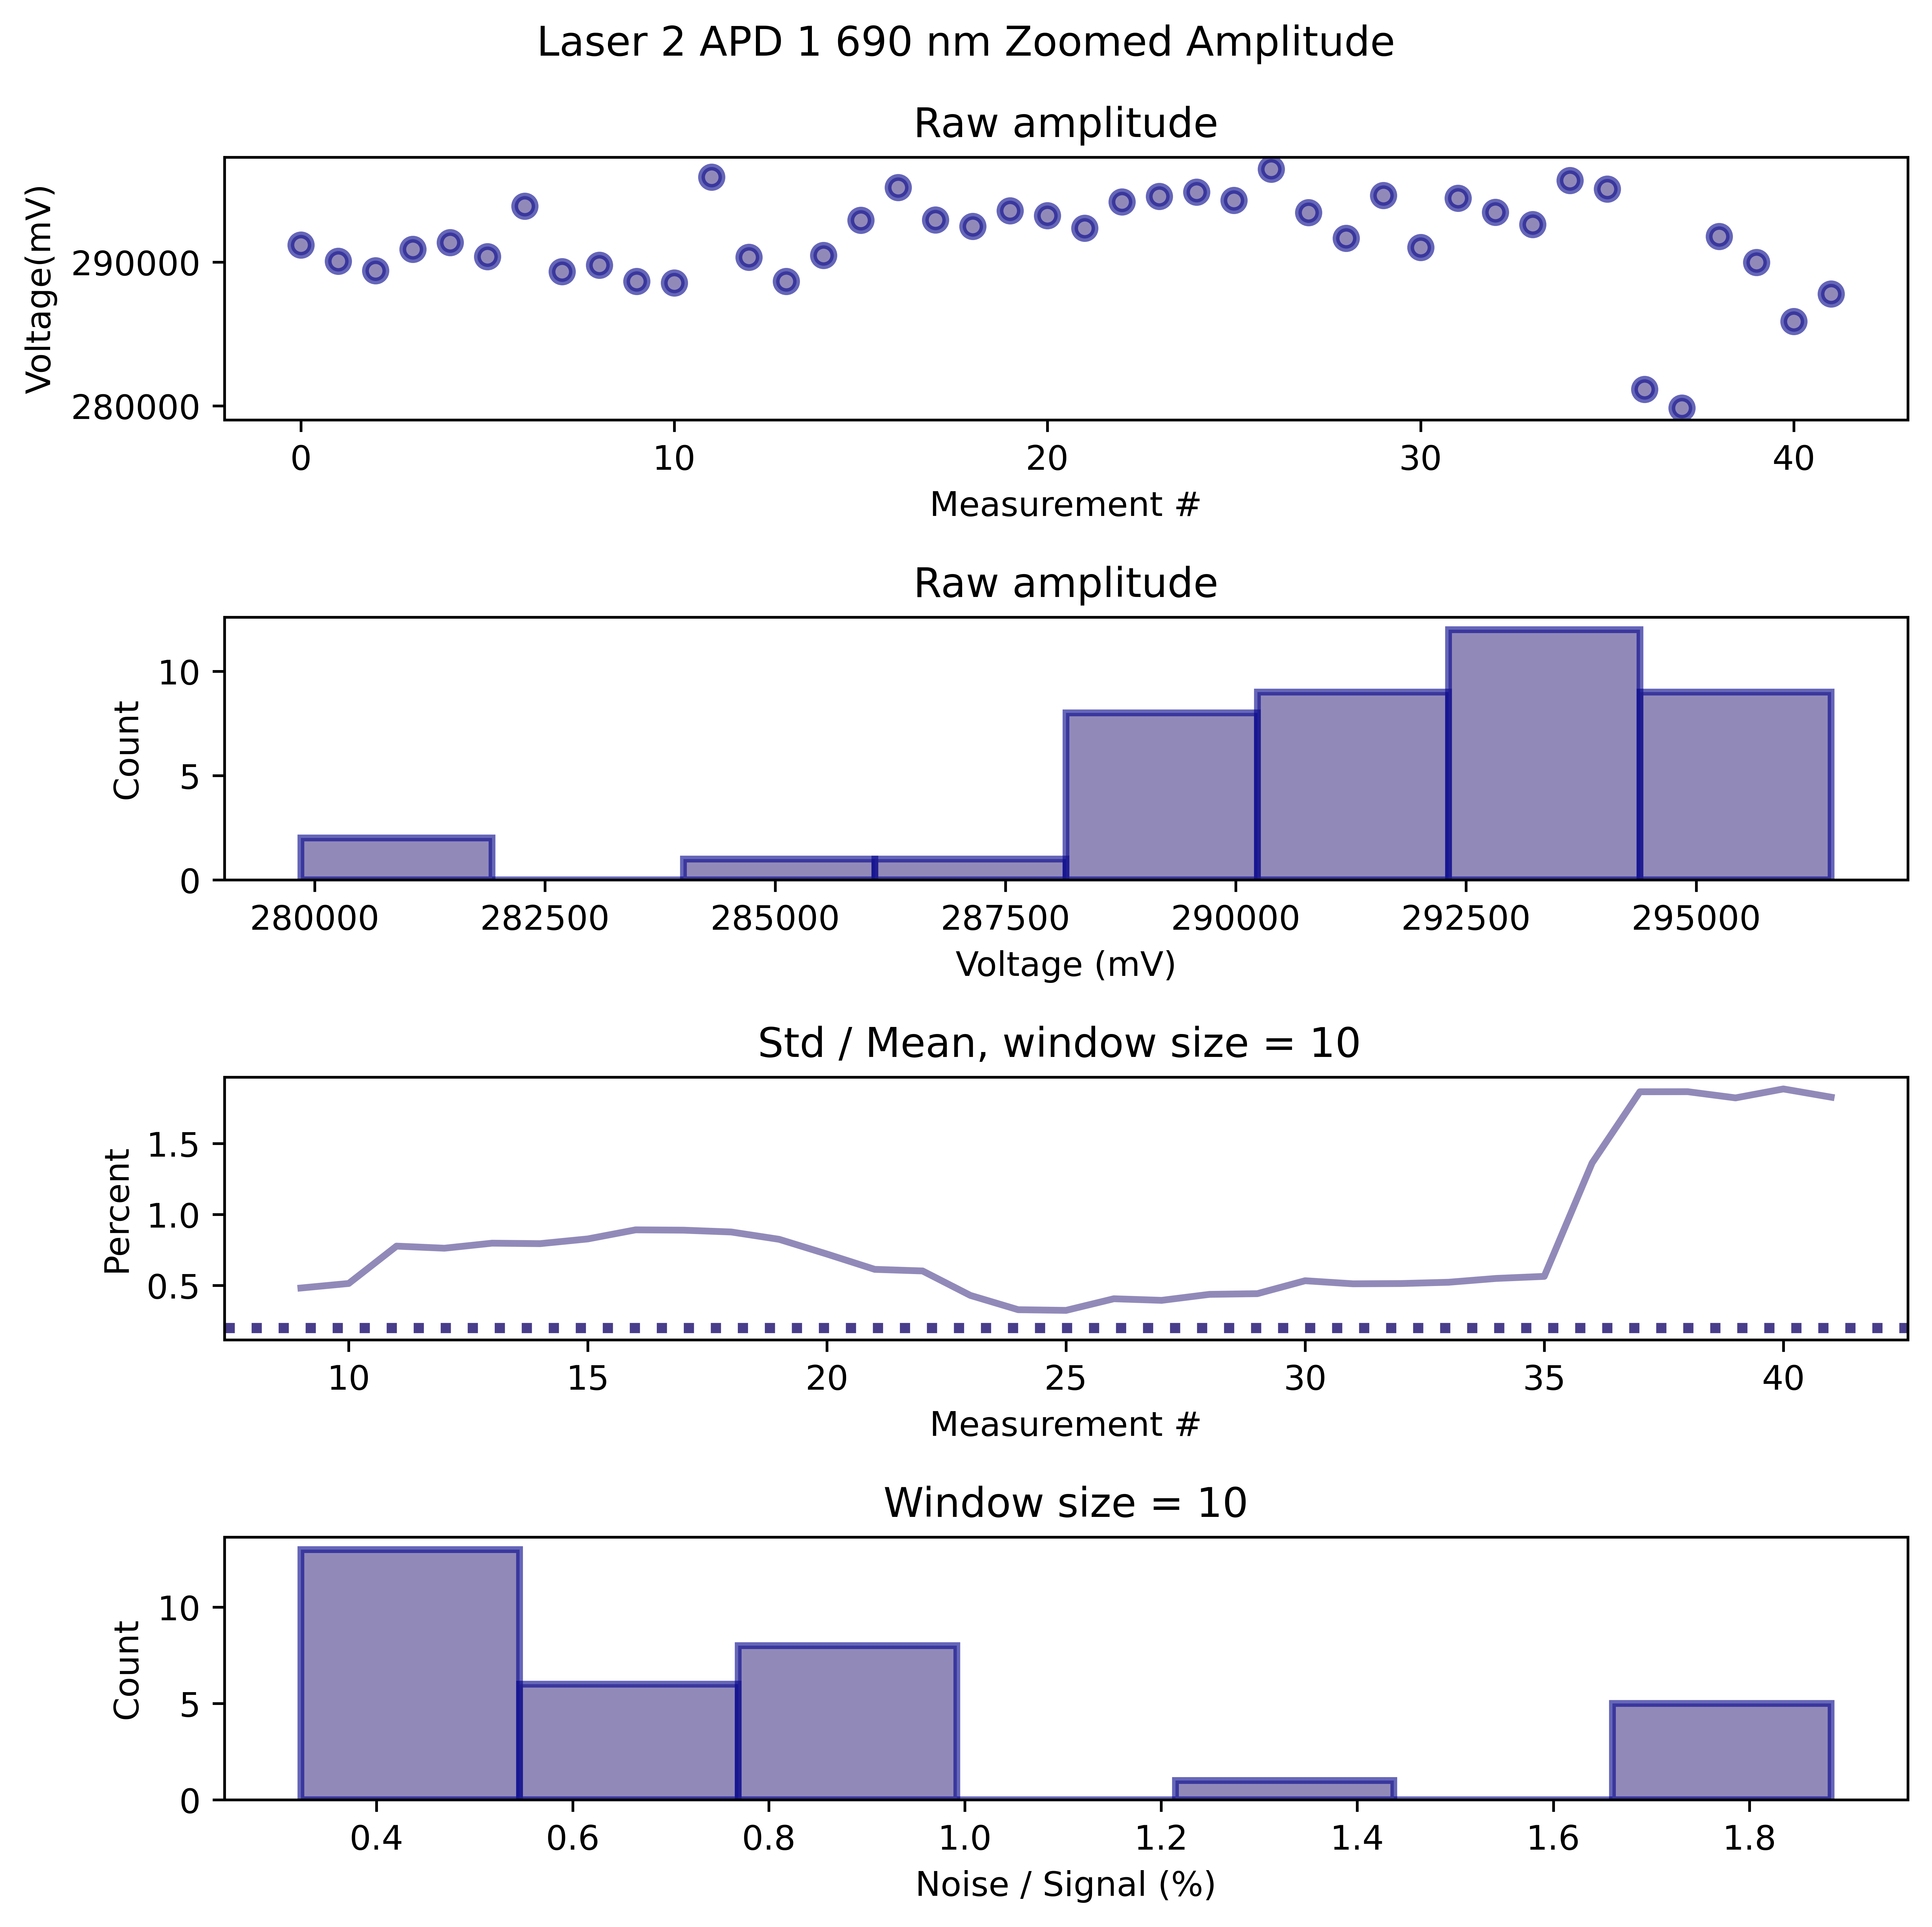 Laser 2 APD 1 690 nm Zoomed Amplitude
Raw amplitude
Voltage(mV)
290000
280000
0 10 20 30 40
Measurement #
Raw amplitude
Count
10
5
0
280000 282500 285000 287500 290000 292500 295000
Voltage (mV)
Std / Mean, window size = 10
Percent
1.5
1.0
0.5
10 15 20 25 30 35 40
Measurement #
Window size = 10
Count
10
5
0
0.4 0.6 0.8 1.0 1.2 1.4 1.6 1.8
Noise / Signal (%)